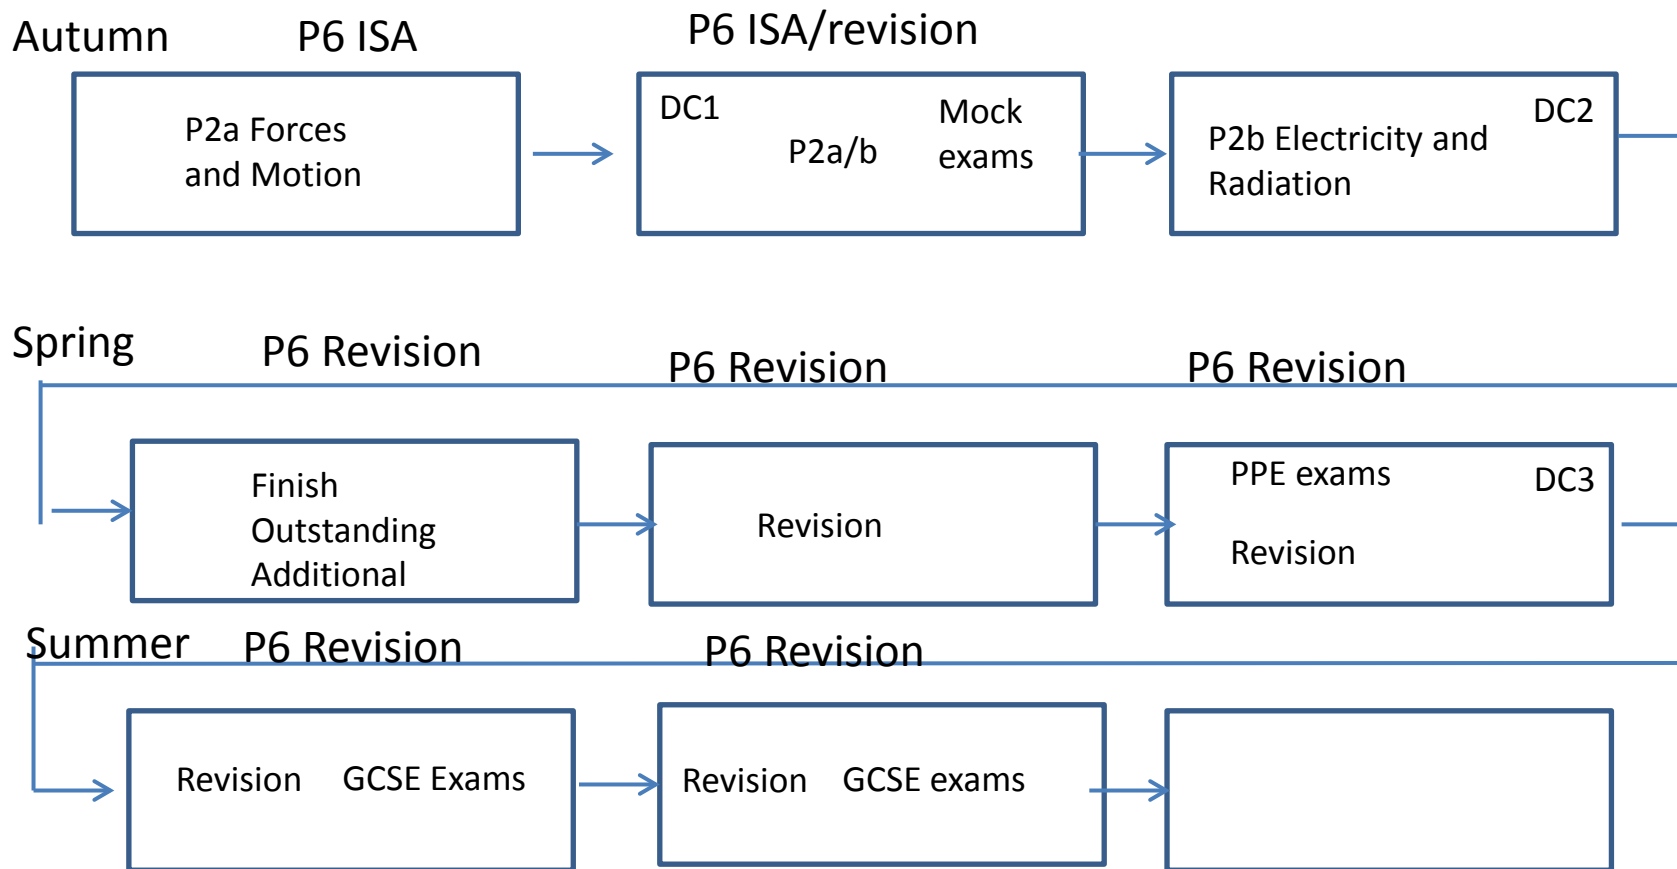 Autumn
P6 ISA
P6 ISA/revision
P2a Forces
and Motion
DC1
P2a/b
Mock
exams
DC2
P2b Electricity and
Radiation
Spring
P6 Revision
P6 Revision
P6 Revision
Finish
Outstanding
Additional
Revision
PPE exams
DC3
Revision
Summer
P6 Revision
P6 Revision
Revision
GCSE Exams
Revision
GCSE exams